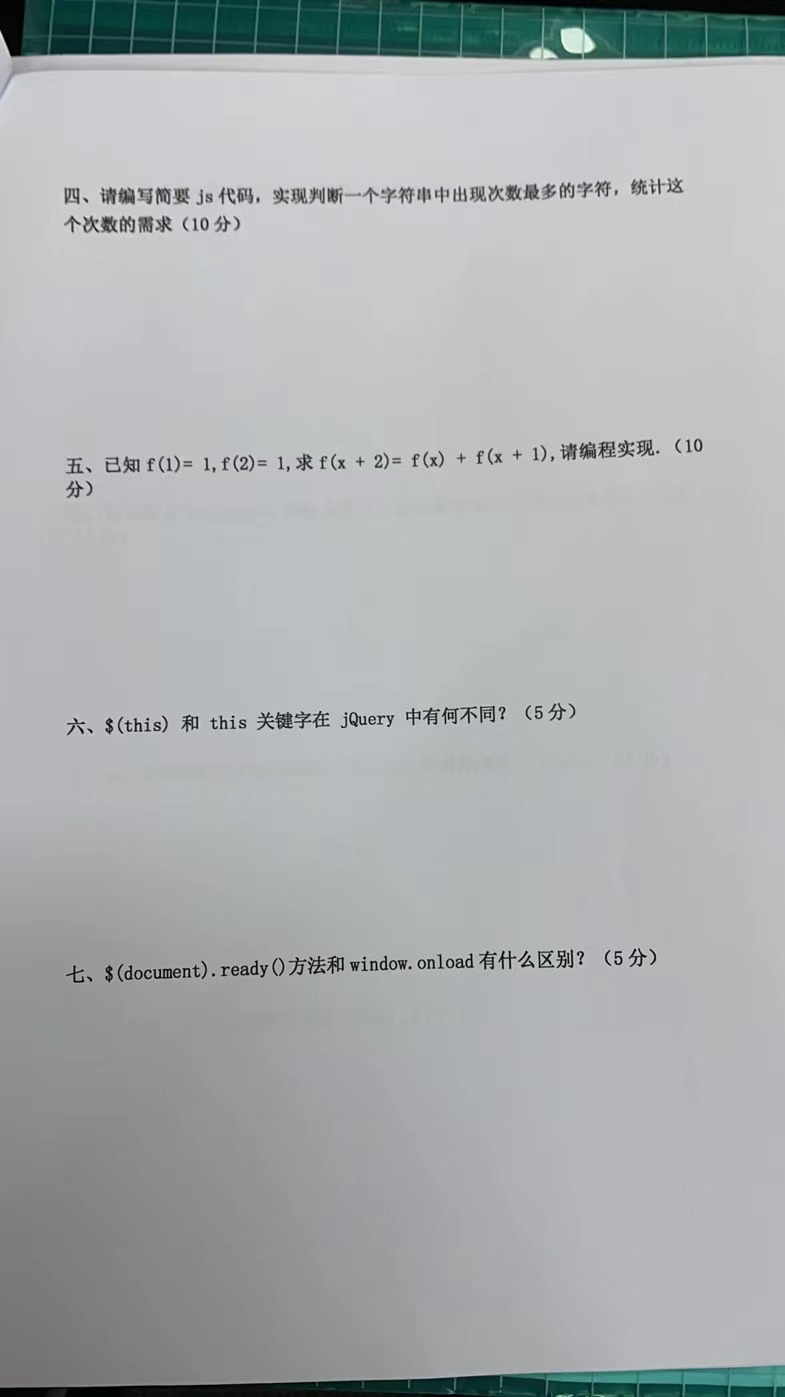 四、请编写简要 js 代码，实现判断一个字符串中出现次数最多的字符，统计这
个次数的需求（10 分）
五、已知 f(1)= 1,f(2)= 1,求 f(x + 2)= f(x) + f(x + 1),请编程实现.（10
分）
六、$(this) 和 this 关键字在 jQuery 中有何不同？（5 分）
七、$(document).ready()方法和 window.onload 有什么区别？（5 分）